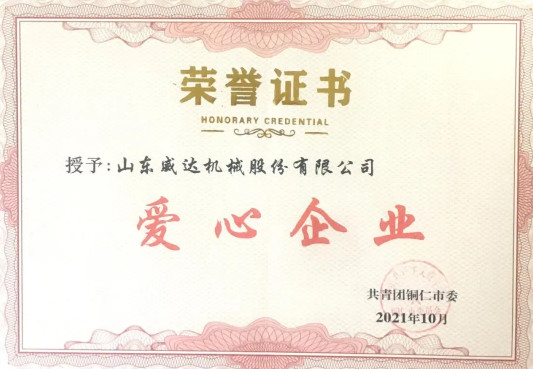 荣誉证书
HONORARY CREDENTIAL
授予:山东威达机械股份有限公司
爱心企业
共青团铜仁市委
2021年10月